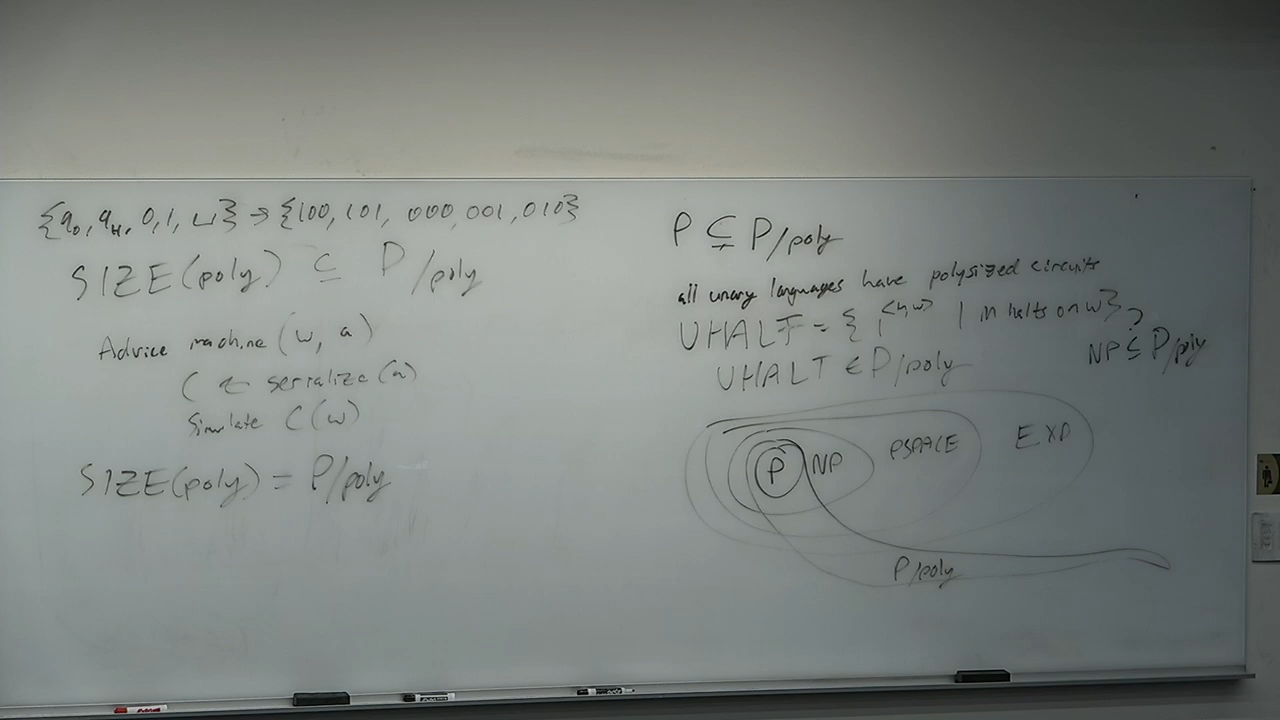 {q₀, q_H, 0, 1, ⊔} → {100, 101, 000, 001, 010}
SIZE(poly) ⊆ P/poly
Advice machine (w, a)
C ← serialize(a)
Simulate C(w)
SIZE(poly) = P/poly
P ⊊ P/poly
all unary languages have polysized circuits
UHALT = { 1^<M,w> | M halts on w}
UHALT ∈ P/poly
NP ⊆? P/poly
P NP PSPACE EXP
P/poly